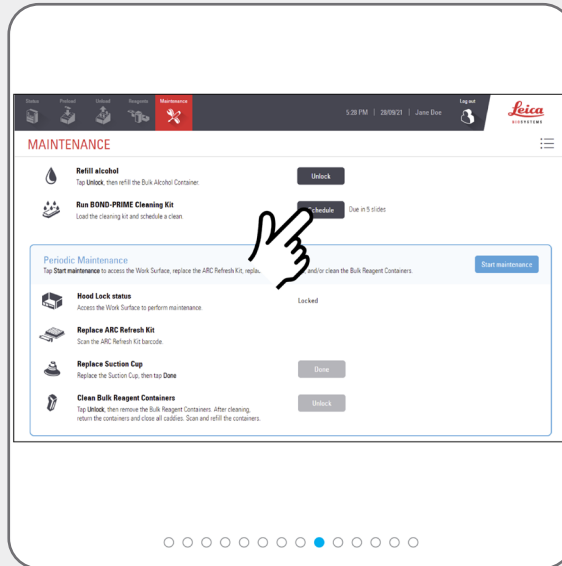 Status Preload Unload Reagents Maintenance
5:28 PM | 28/09/21 | Jane Doe
Log out
Leica
BIOSYSTEMS
MAINTENANCE
Refill alcohol
Tap Unlock, then refill the Bulk Alcohol Container.
Unlock
Run BOND-PRIME Cleaning Kit
Load the cleaning kit and schedule a clean.
Schedule
Due in 5 slides
Periodic Maintenance
Tap Start maintenance to access the Work Surface, replace the ARC Refresh Kit, and/or clean the Bulk Reagent Containers.
Start maintenance
Hood Lock status
Access the Work Surface to perform maintenance
Locked
Replace ARC Refresh Kit
Scan the ARC Refresh Kit barcode.
Replace Suction Cup
Replace the Suction Cup, then tap Done
Done
Clean Bulk Reagent Containers
Tap Unlock, then remove the Bulk Reagent Containers. After cleaning,
return the containers and close all caddies. Scan and refill the containers.
Unlock